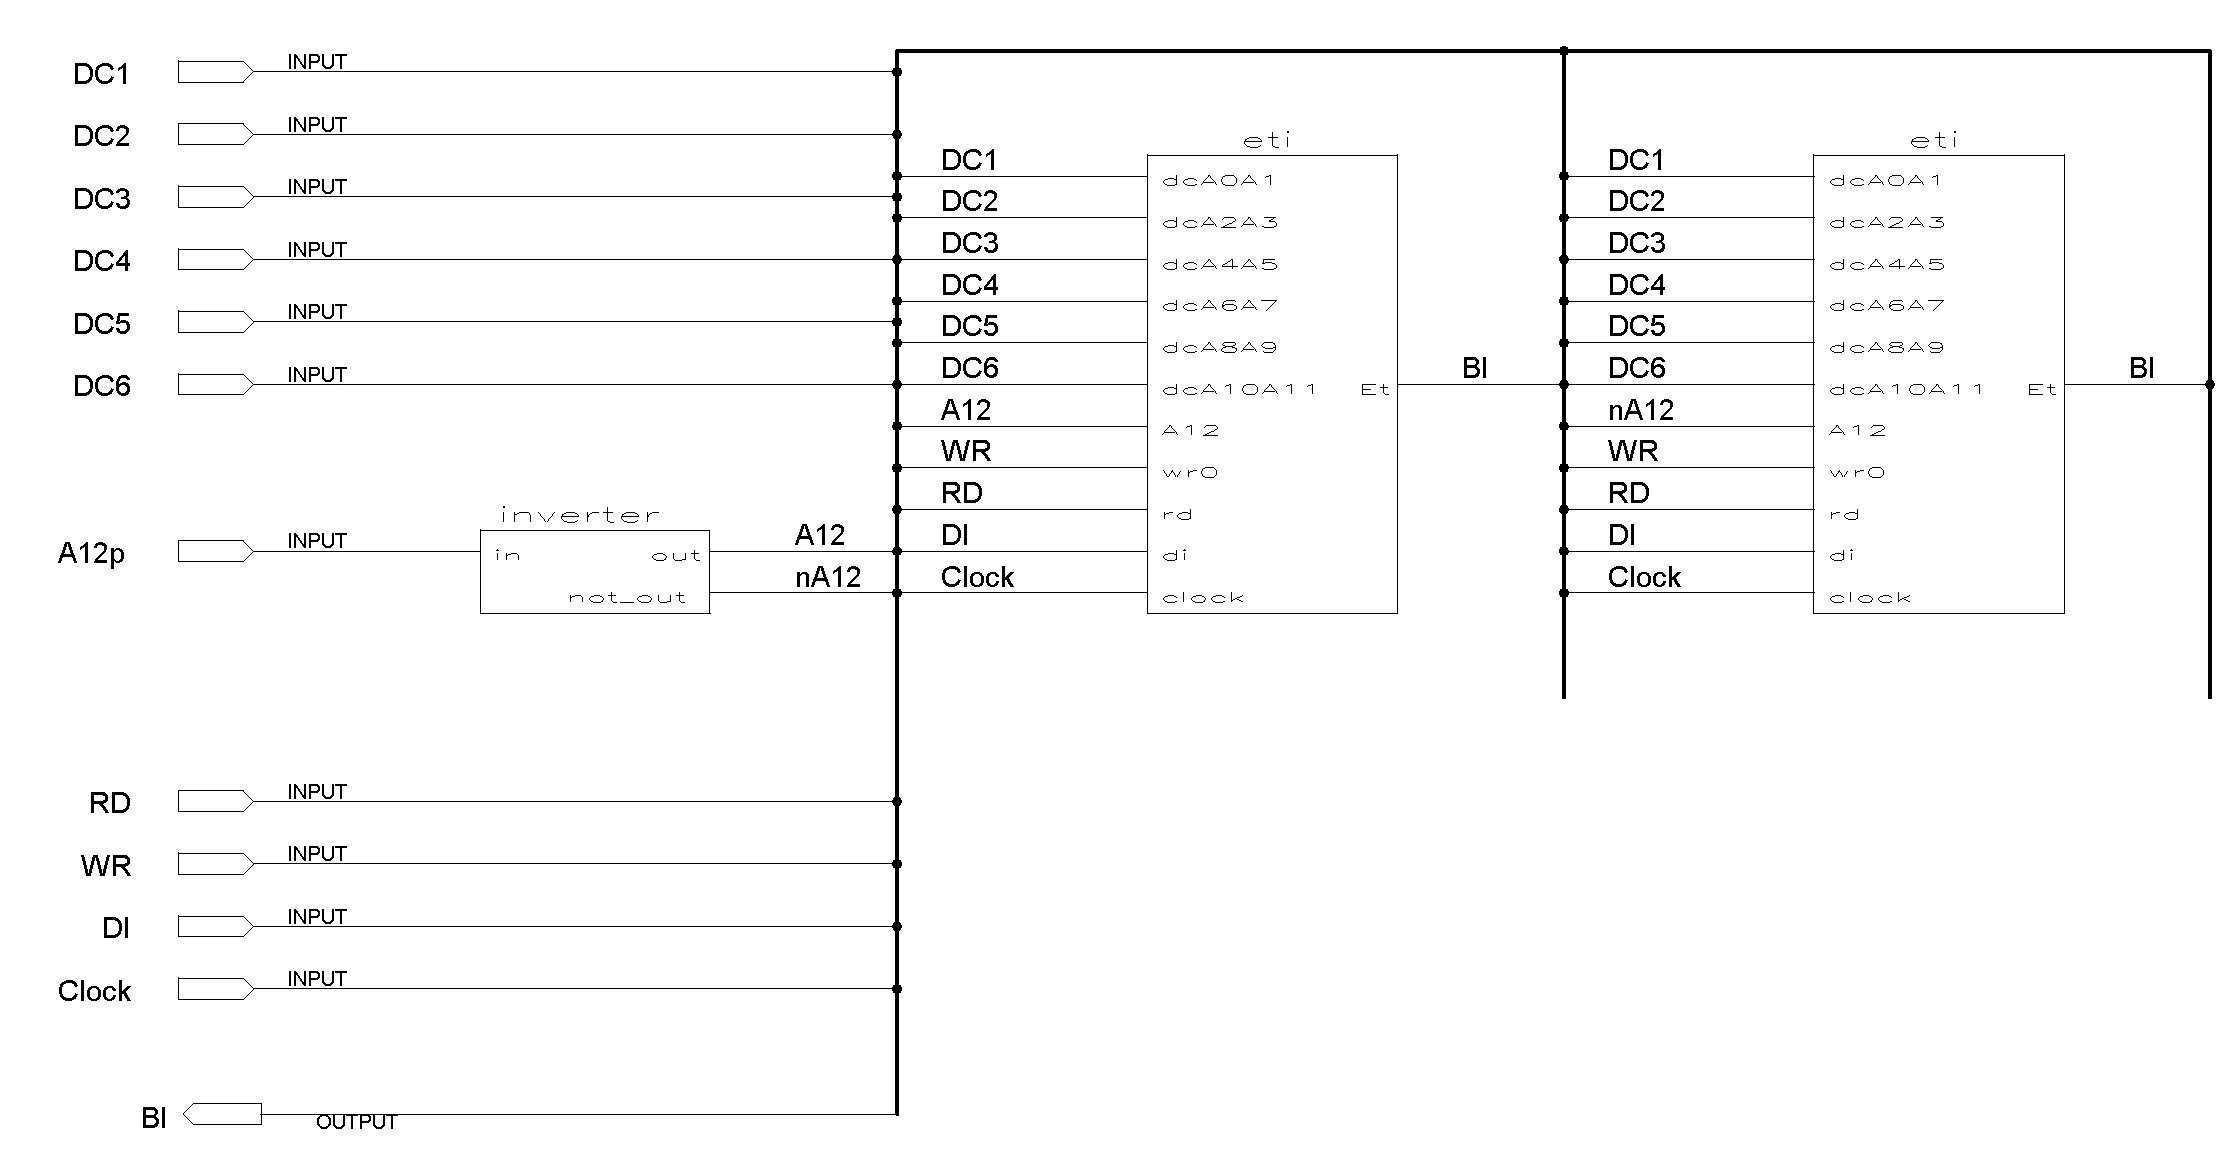 DC1 INPUT
DC2 INPUT
DC3 INPUT
DC4 INPUT
DC5 INPUT
DC6 INPUT
inverter
A12p INPUT in out A12
not_out nA12
RD INPUT
WR INPUT
DI INPUT
Clock INPUT
BI OUTPUT
eti
DC1 dcA0A1
DC2 dcA2A3
DC3 dcA4A5
DC4 dcA6A7
DC5 dcA8A9
DC6 dcA10A11 Et BI
A12 A12
WR wr0
RD rd
DI di
Clock clock
eti
DC1 dcA0A1
DC2 dcA2A3
DC3 dcA4A5
DC4 dcA6A7
DC5 dcA8A9
DC6 dcA10A11 Et BI
nA12 A12
WR wr0
RD rd
DI di
Clock clock